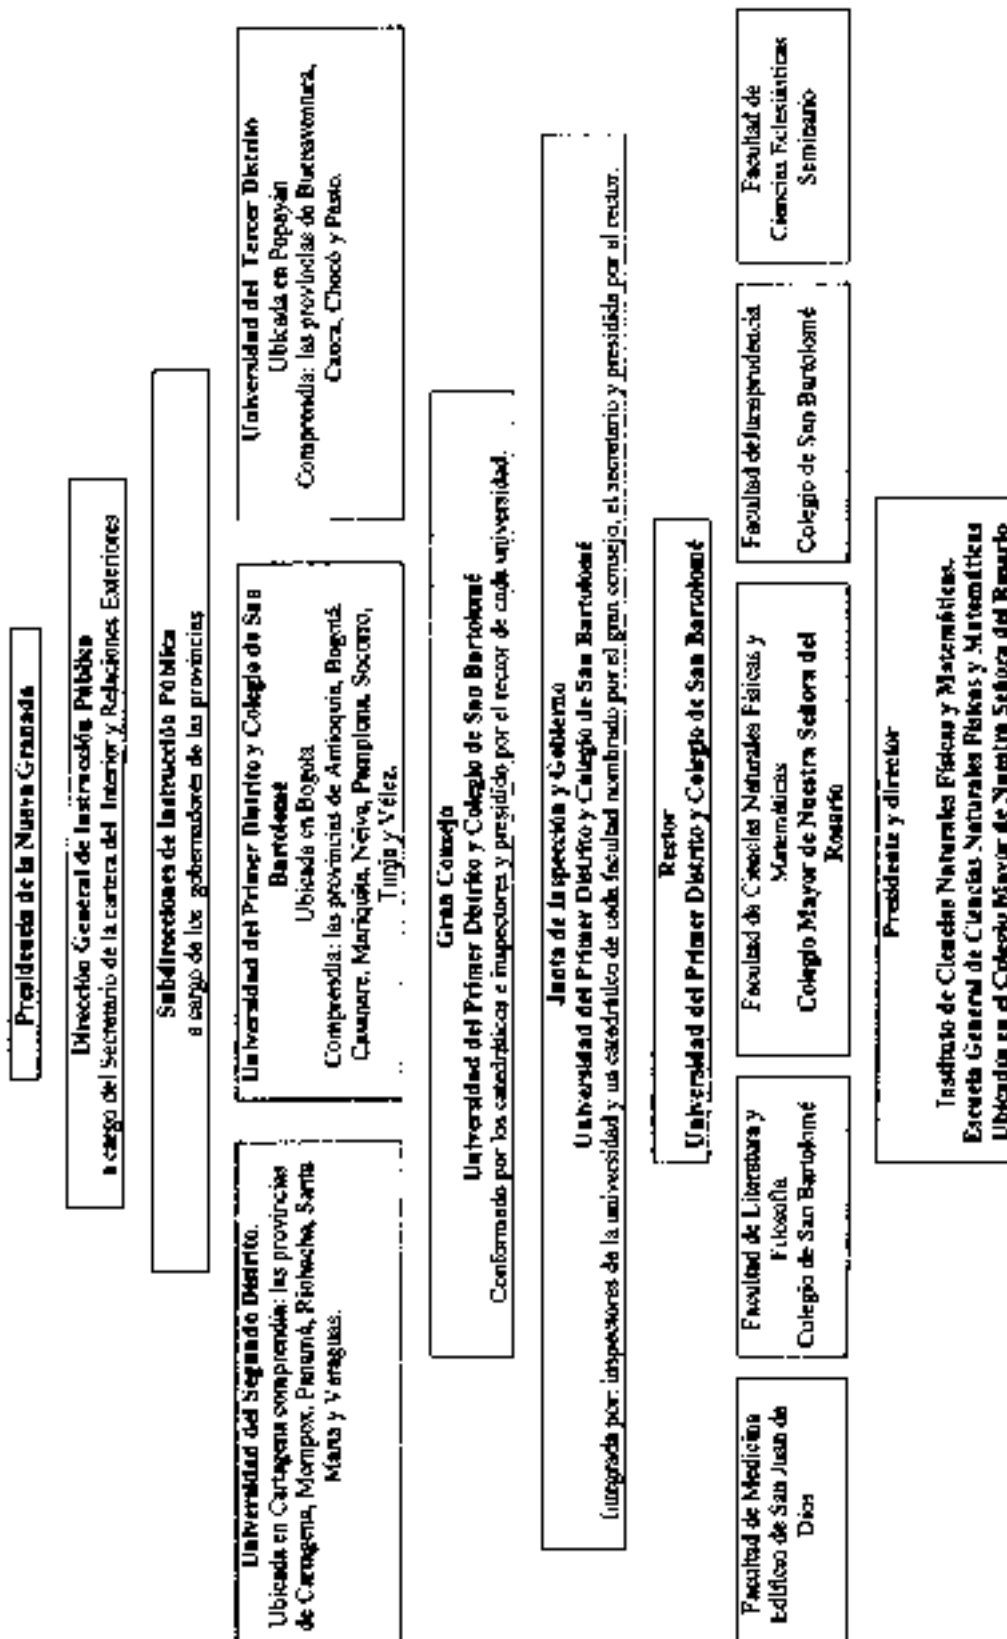 Presidencia de la Nueva Granada
Dirección General de Instrucción Pública
a cargo del Secretario de la cartera del Interior y Relaciones Exteriores
Subdirecciones de Instrucción Pública
a cargo de los gobernadores de las provincias
Universidad del Segundo Distrito.
Ubicada en Cartagena comprendía: las provincias
de Cartagena, Mompox, Panamá, Riohacha, Santa
Marta y Veraguas.
Universidad del Primer Distrito y Colegio de San
Bartolomé
Ubicada en Bogotá
Comprendía: las provincias de Antioquia, Bogotá,
Casanare, Mariquita, Neiva, Pamplona, Socorro,
Tunja y Vélez.
Universidad del Tercer Distrito
Ubicada en Popayán
Comprendía: las provincias de Buenaventura,
Cauca, Chocó y Pasto.
Gran Consejo
Universidad del Primer Distrito y Colegio de San Bartolomé
Conformado por los catedráticos e inspectores y presidido por el rector de cada universidad.
Junta de Inspección y Gobierno
Universidad del Primer Distrito y Colegio de San Bartolomé
Integrada por: inspectores de la universidad y un catedrático de cada facultad nombrado por el gran consejo, el secretario y presidida por el rector.
Rector
Universidad del Primer Distrito y Colegio de San Bartolomé
Facultad de Medicina
Edificio de San Juan de
Dios
Facultad de Literatura y
Filosofía
Colegio de San Bartolomé
Facultad de Ciencias Naturales Físicas y
Matemáticas
Colegio Mayor de Nuestra Señora del
Rosario
Facultad de Jurisprudencia
Colegio de San Bartolomé
Facultad de
Ciencias Eclesiásticas
Seminario
Presidente y director
Instituto de Ciencias Naturales Físicas y Matemáticas.
Escuela General de Ciencias Naturales Físicas y Matemáticas
Ubicado en el Colegio Mayor de Nuestra Señora del Rosario